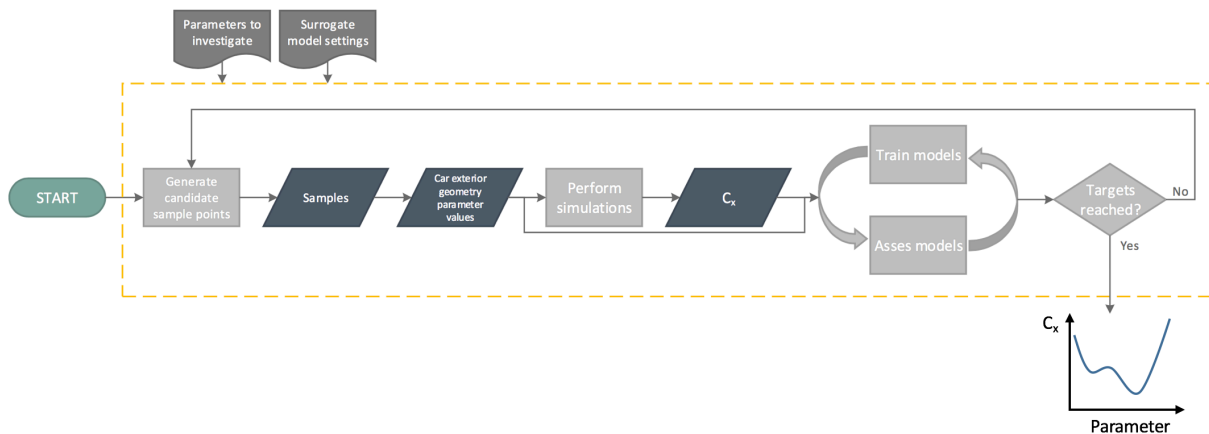 Parameters to
investigate
Surrogate
model settings
START
Generate
candidate
sample points
Samples
Car exterior
geometry
parameter
values
Perform
simulations
Cₓ
Train models
Asses models
Targets
reached?
No
Yes
Cₓ
Parameter